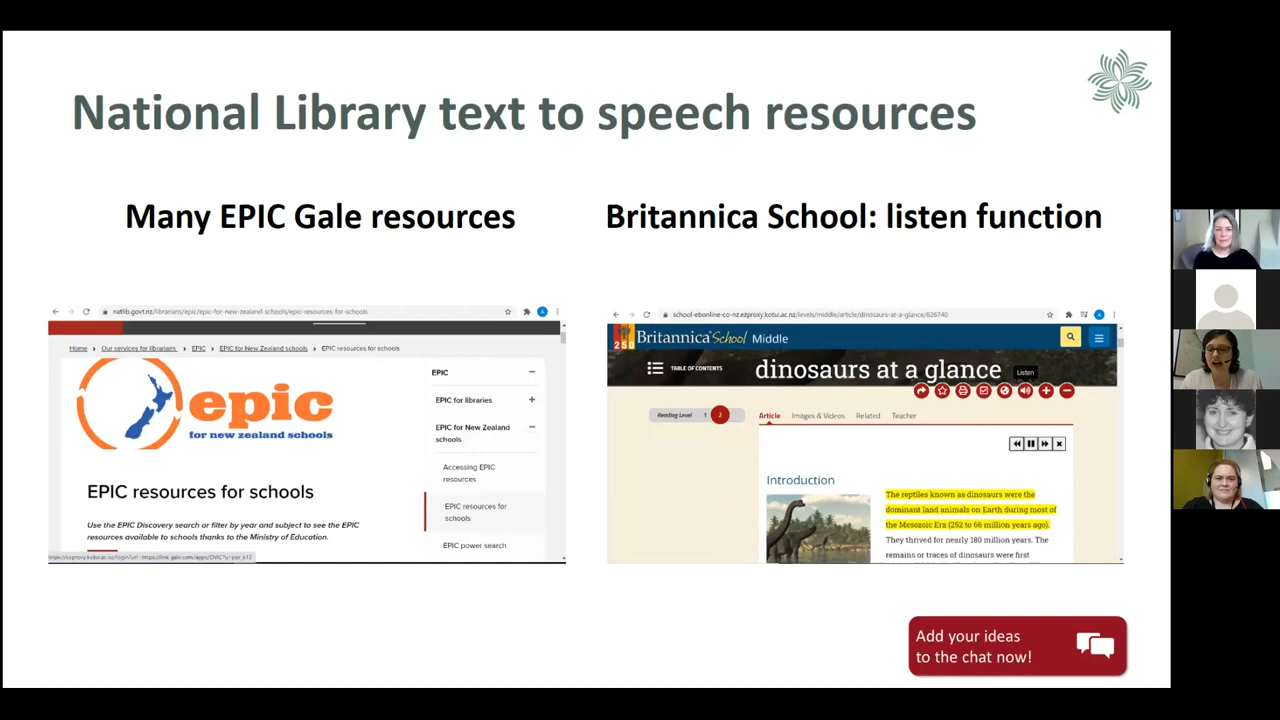 National Library text to speech resources
Many EPIC Gale resources
natlib.govt.nz/librarians/epic/epic-for-new-zealand-schools/epic-resources-for-schools
Home › Our services for librarians › EPIC › EPIC for New Zealand schools › EPIC resources for schools
epic
for new zealand schools
EPIC resources for schools
Use the EPIC Discovery search or filter by year and subject to see the EPIC
resources available to schools thanks to the Ministry of Education.
EPIC
EPIC for libraries
EPIC for New Zealand
schools
Accessing EPIC
resources
EPIC resources for
schools
EPIC power search
Britannica School: listen function
school-ebonline-co-nz.ezproxy.kotui.ac.nz/levels/middle/article/dinosaurs-at-a-glance/626740
250
Britannica School Middle
TABLE OF CONTENTS
dinosaurs at a glance
Listen
Reading Level 1 2
Article Images & Videos Related Teacher
Introduction
The reptiles known as dinosaurs were the
dominant land animals on Earth during most of
the Mesozoic Era (252 to 66 million years ago).
They thrived for nearly 180 million years. The
remains or traces of dinosaurs were first
Add your ideas
to the chat now!